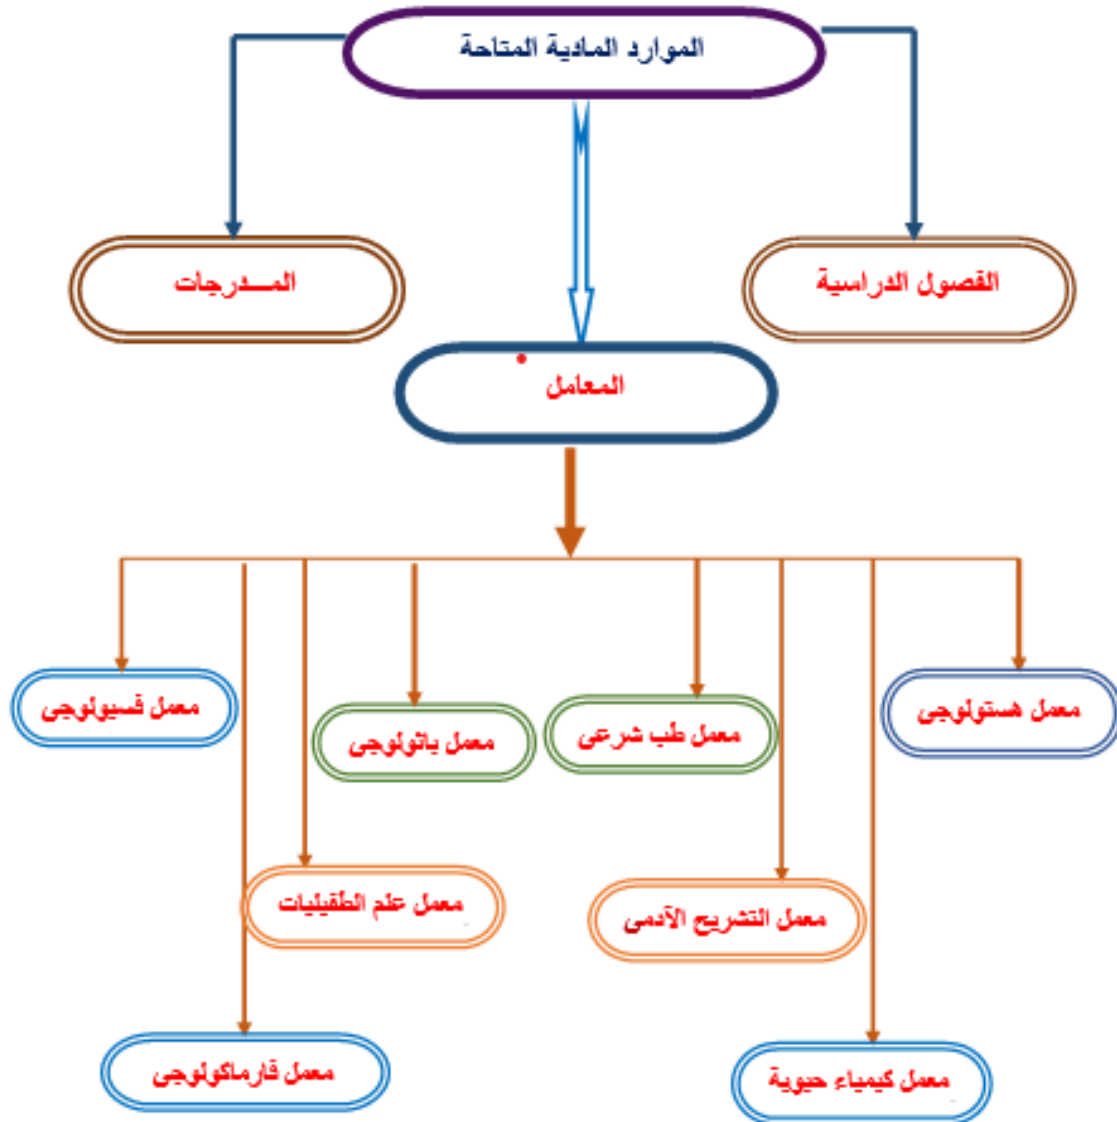 الموارد المادية المتاحة
الفصول الدراسية
المـــدرجات
المعامل
معمل هستولوجى
معمل طب شرعى
معمل باثولوجى
معمل فسيولوجى
معمل التشريح الآدمى
معمل علم الطفيليات
معمل كيمياء حيوية
معمل فارماكولوجى